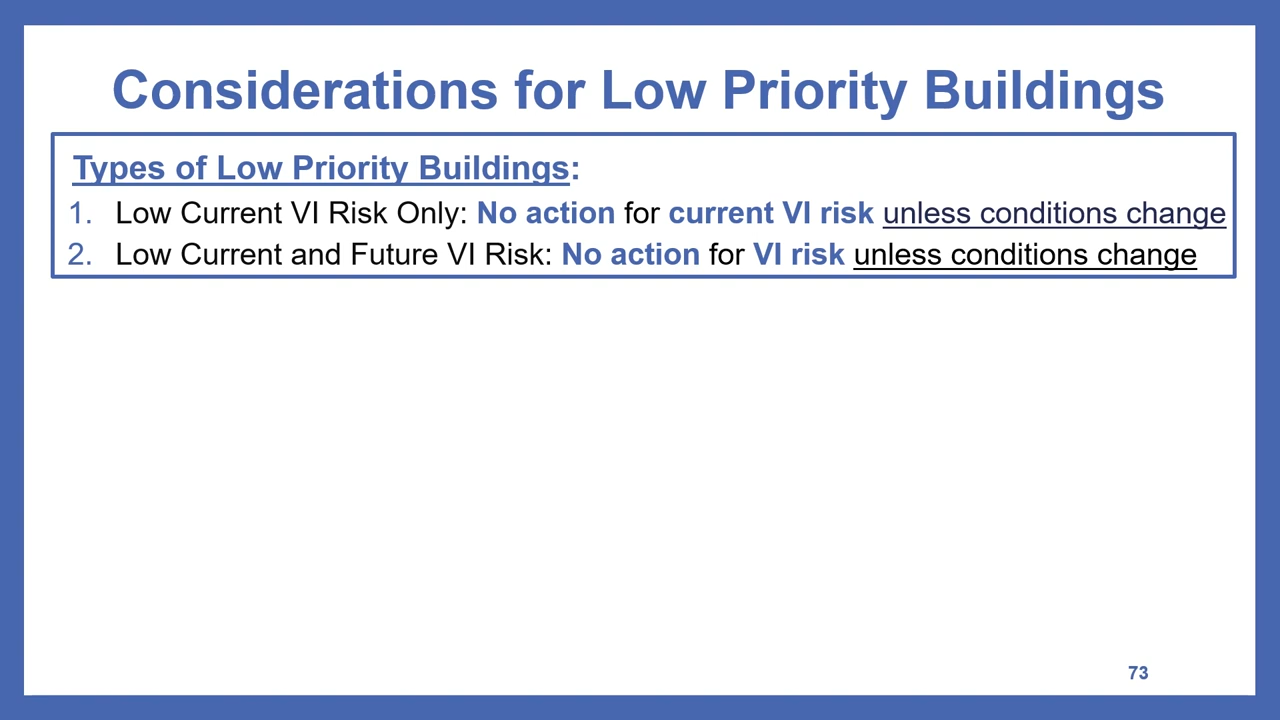 Considerations for Low Priority Buildings
Types of Low Priority Buildings:
1. Low Current VI Risk Only: No action for current VI risk unless conditions change
2. Low Current and Future VI Risk: No action for VI risk unless conditions change
73